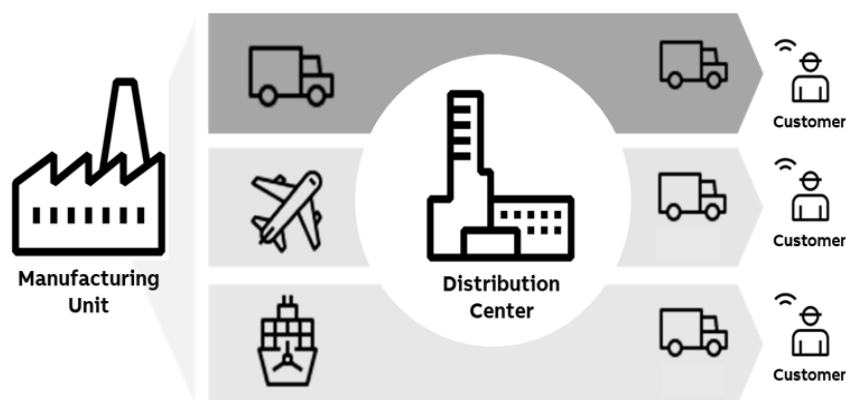 Customer
Customer
Manufacturing
Unit
Distribution
Center
Customer